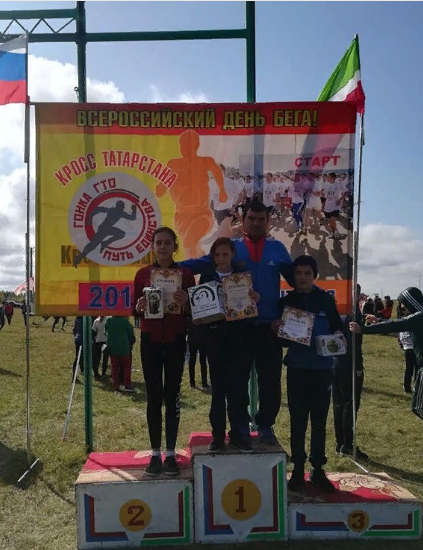 ВСЕРОССИЙСКИЙ ДЕНЬ БЕГА!
КРОСС ТАТАРСТАНА
СТАРТ
ГОНКА ГТО
ПУТЬ ЕДИНСТВА
201
2
1
3